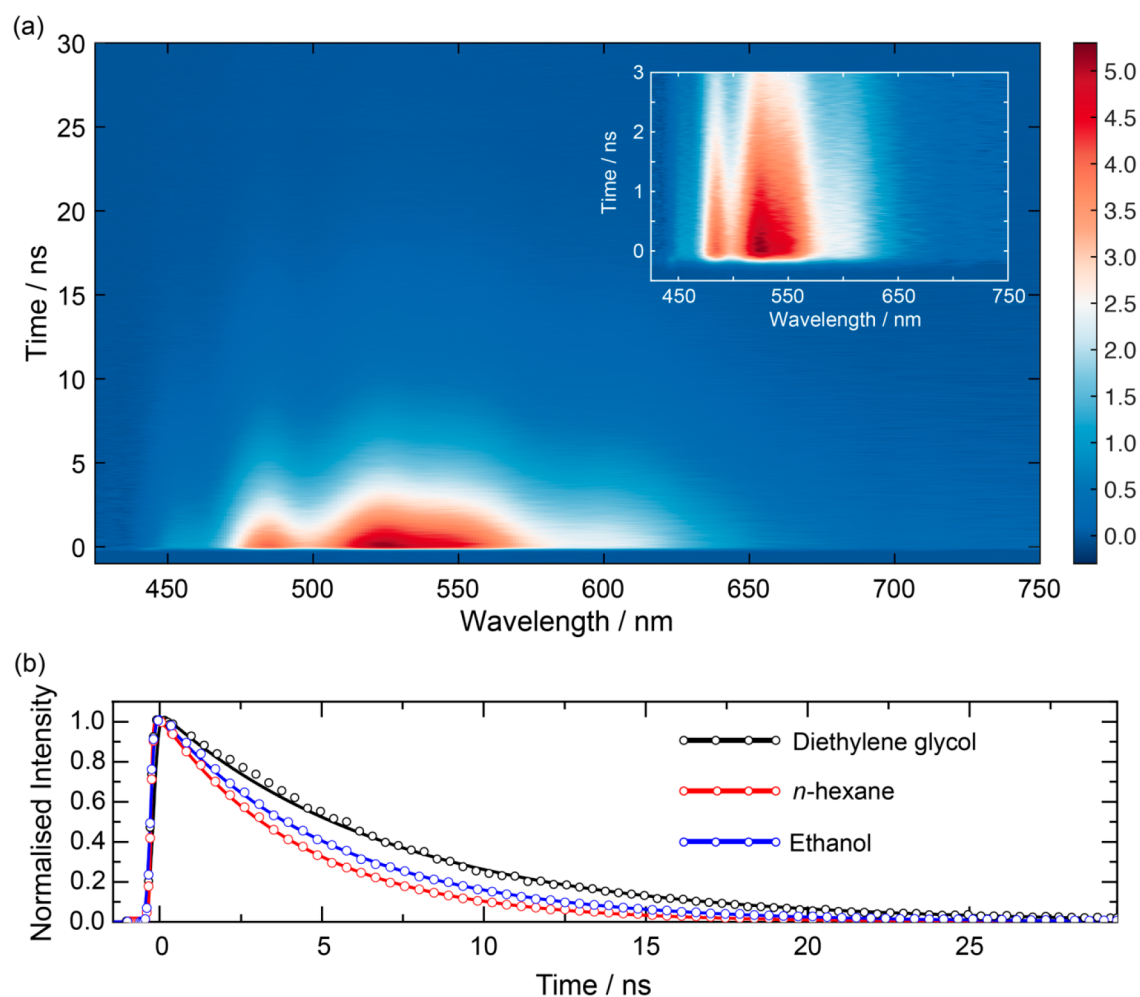 (a)
30
25
20
15
10
5
0
Time / ns
450 500 550 600 650 700 750
Wavelength / nm
3
2
1
0
Time / ns
450 550 650 750
Wavelength / nm
5.0
4.5
4.0
3.5
3.0
2.5
2.0
1.5
1.0
0.5
0.0
(b)
Normalised Intensity
1.0
0.8
0.6
0.4
0.2
0.0
Diethylene glycol
n-hexane
Ethanol
0 5 10 15 20 25
Time / ns